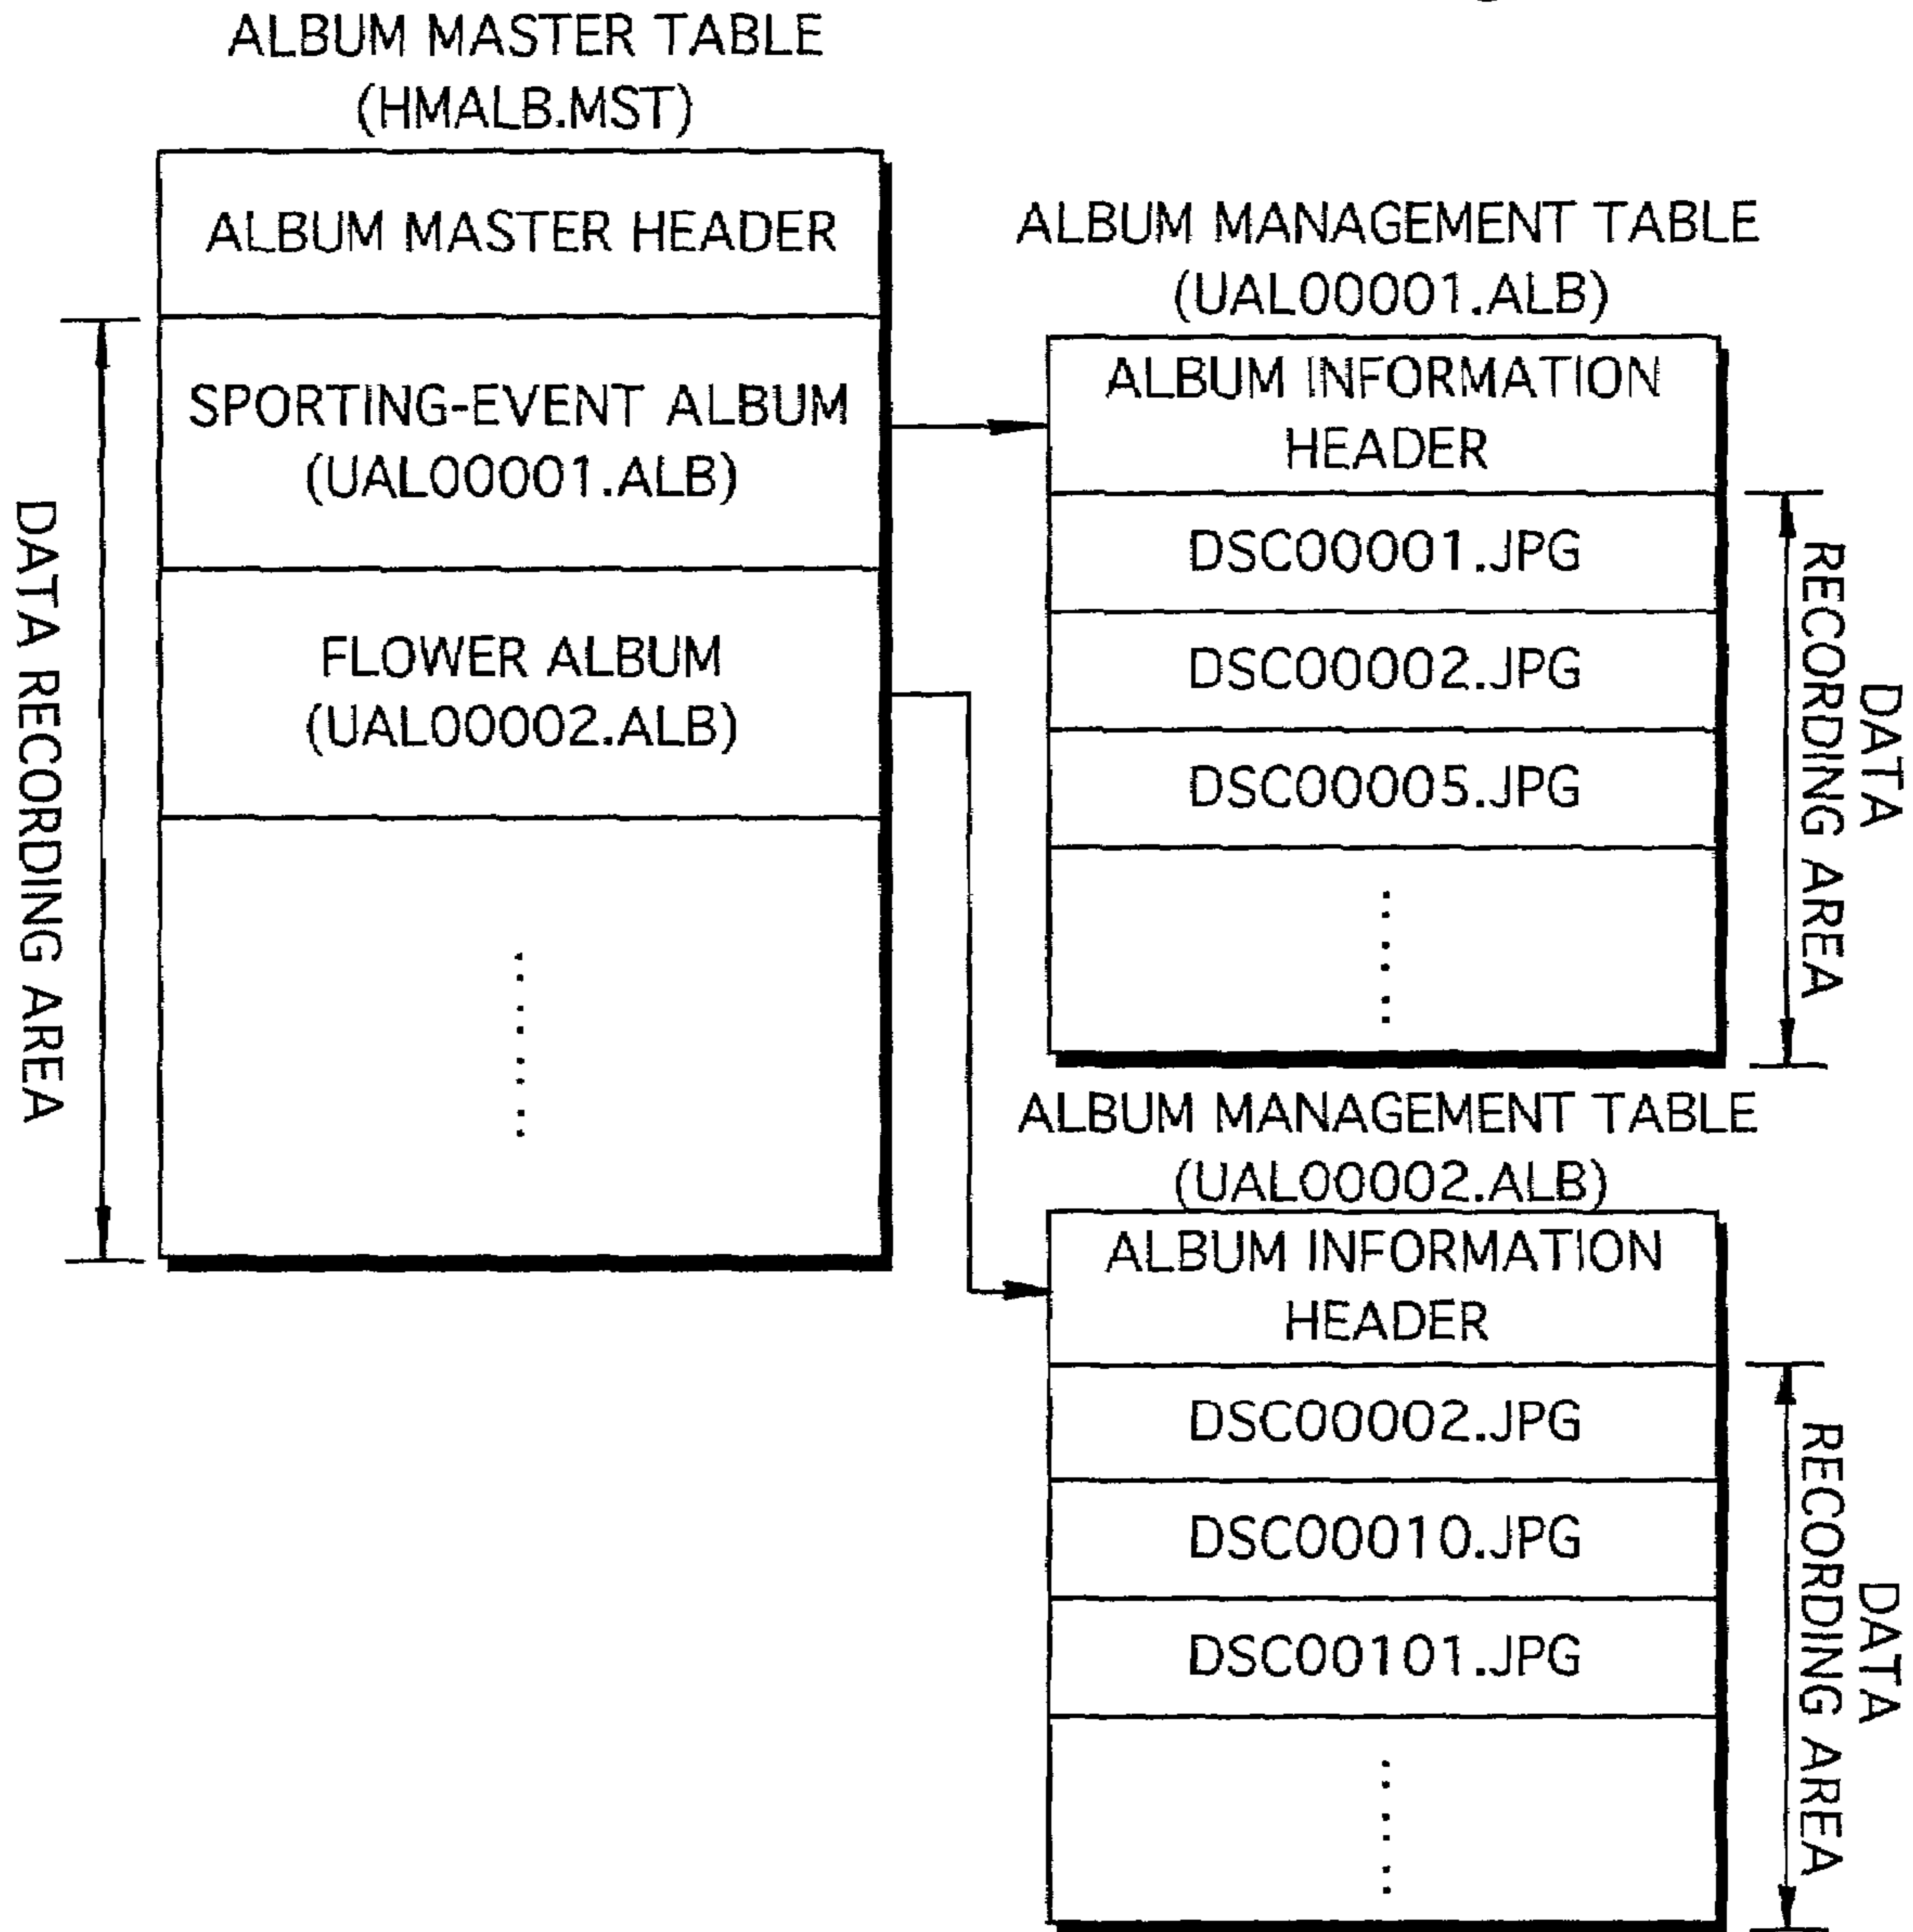 ALBUM MASTER TABLE
(HMALB.MST)
ALBUM MASTER HEADER
SPORTING-EVENT ALBUM
(UAL00001.ALB)
FLOWER ALBUM
(UAL00002.ALB)
DATA RECORDING AREA
ALBUM MANAGEMENT TABLE
(UAL00001.ALB)
ALBUM INFORMATION
HEADER
DSC00001.JPG
DSC00002.JPG
DSC00005.JPG
DATA
RECORDING AREA
ALBUM MANAGEMENT TABLE
(UAL00002.ALB)
ALBUM INFORMATION
HEADER
DSC00002.JPG
DSC00010.JPG
DSC00101.JPG
DATA
RECORDING AREA